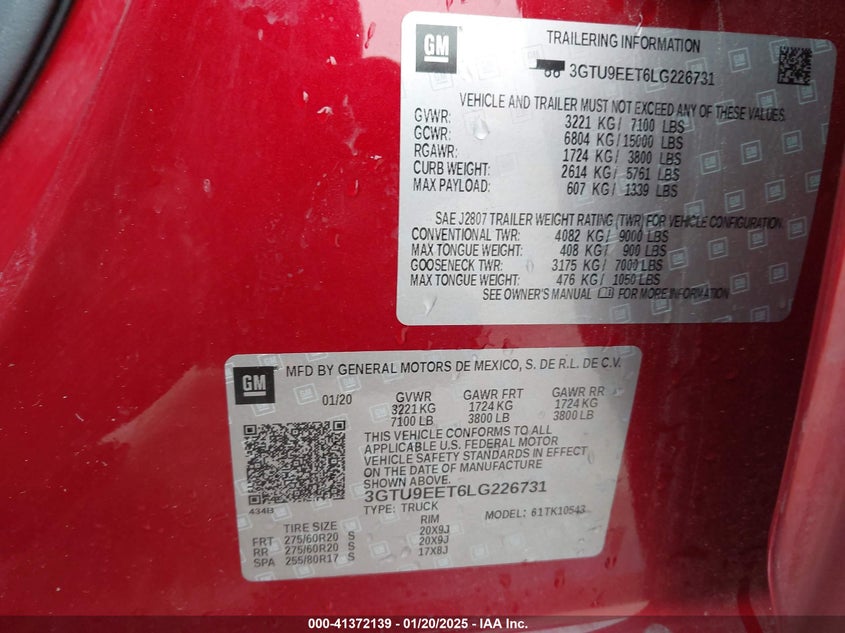 GM
TRAILERING INFORMATION
3GTU9EET6LG226731
VEHICLE AND TRAILER MUST NOT EXCEED ANY OF THESE VALUES.
GVWR: 3221 KG/ 7100 LBS
GCWR: 6804 KG/15000 LBS
RGAWR: 1724 KG/ 3800 LBS
CURB WEIGHT: 2614 KG/ 5761 LBS
MAX PAYLOAD: 607 KG/ 1339 LBS
SAE J2807 TRAILER WEIGHT RATING (TWR) FOR VEHICLE CONFIGURATION.
CONVENTIONAL TWR: 4082 KG/ 9000 LBS
MAX TONGUE WEIGHT: 408 KG/ 900 LBS
GOOSENECK TWR: 3175 KG/ 7000 LBS
MAX TONGUE WEIGHT: 476 KG/ 1050 LBS
SEE OWNER'S MANUAL FOR MORE INFORMATION
GM
MFD BY GENERAL MOTORS DE MEXICO, S. DE R.L. DE C.V.
01/20 GVWR GAWR FRT GAWR RR
3221 KG 1724 KG 1724 KG
7100 LB 3800 LB 3800 LB
THIS VEHICLE CONFORMS TO ALL
APPLICABLE U.S. FEDERAL MOTOR
VEHICLE SAFETY STANDARDS IN EFFECT
ON THE DATE OF MANUFACTURE
SHOWN ABOVE.
3GTU9EET6LG226731
434B TYPE: TRUCK MODEL: 61TK10543
TIRE SIZE RIM
FRT 275/60R20 S 20X9J
RR 275/60R20 S 20X9J
SPA 255/80R17 S 17X8J
000-41372139 - 01/20/2025 - IAA, Inc.